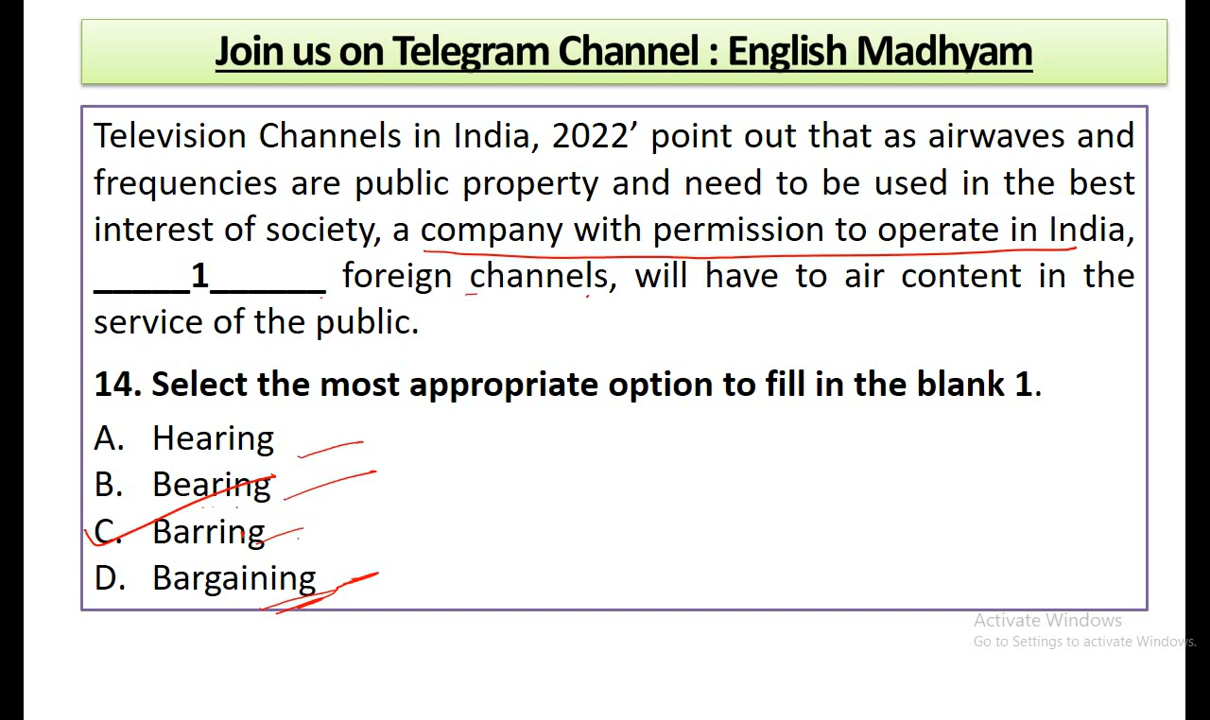 Join us on Telegram Channel : English Madhyam
Television Channels in India, 2022’ point out that as airwaves and
frequencies are public property and need to be used in the best
interest of society, a company with permission to operate in India,
_____1______ foreign channels, will have to air content in the
service of the public.
14. Select the most appropriate option to fill in the blank 1.
A. Hearing
B. Bearing
C. Barring
D. Bargaining
Activate Windows
Go to Settings to activate Windows.